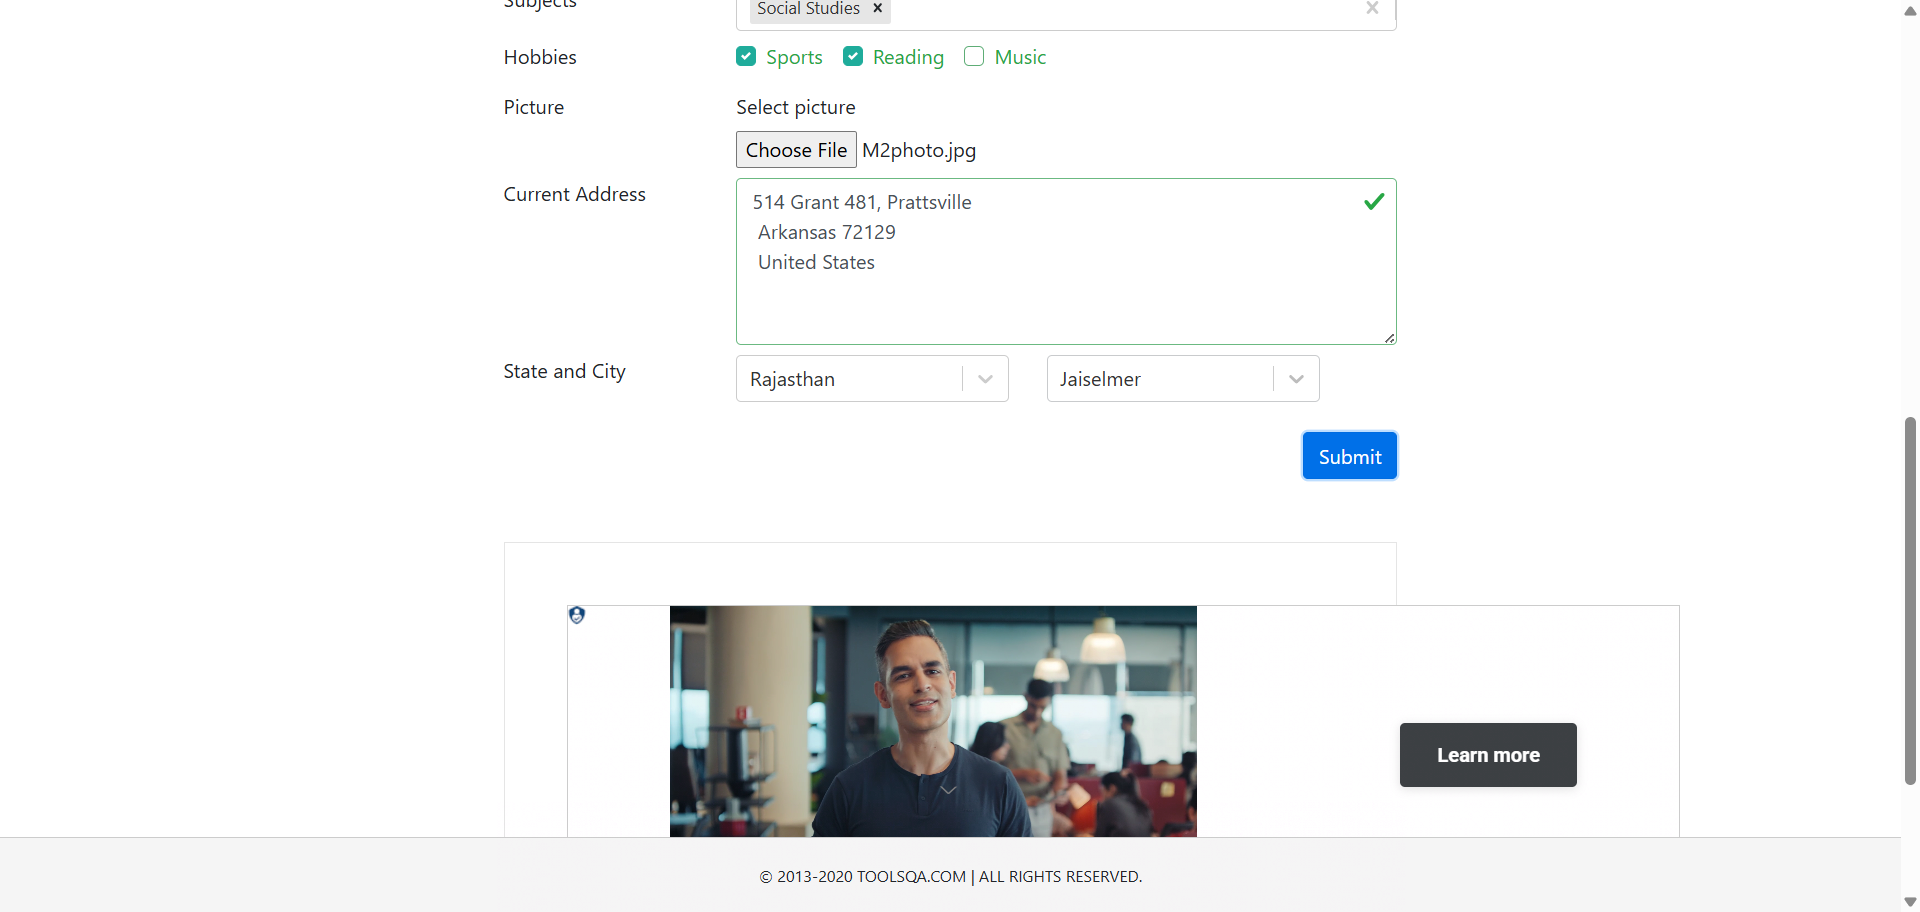 Subjects
Social Studies ×
Hobbies
Sports
Reading
Music
Picture
Select picture
Choose File M2photo.jpg
Current Address
514 Grant 481, Prattsville
Arkansas 72129
United States
State and City
Rajasthan
Jaiselmer
Submit
Learn more
© 2013-2020 TOOLSQA.COM | ALL RIGHTS RESERVED.